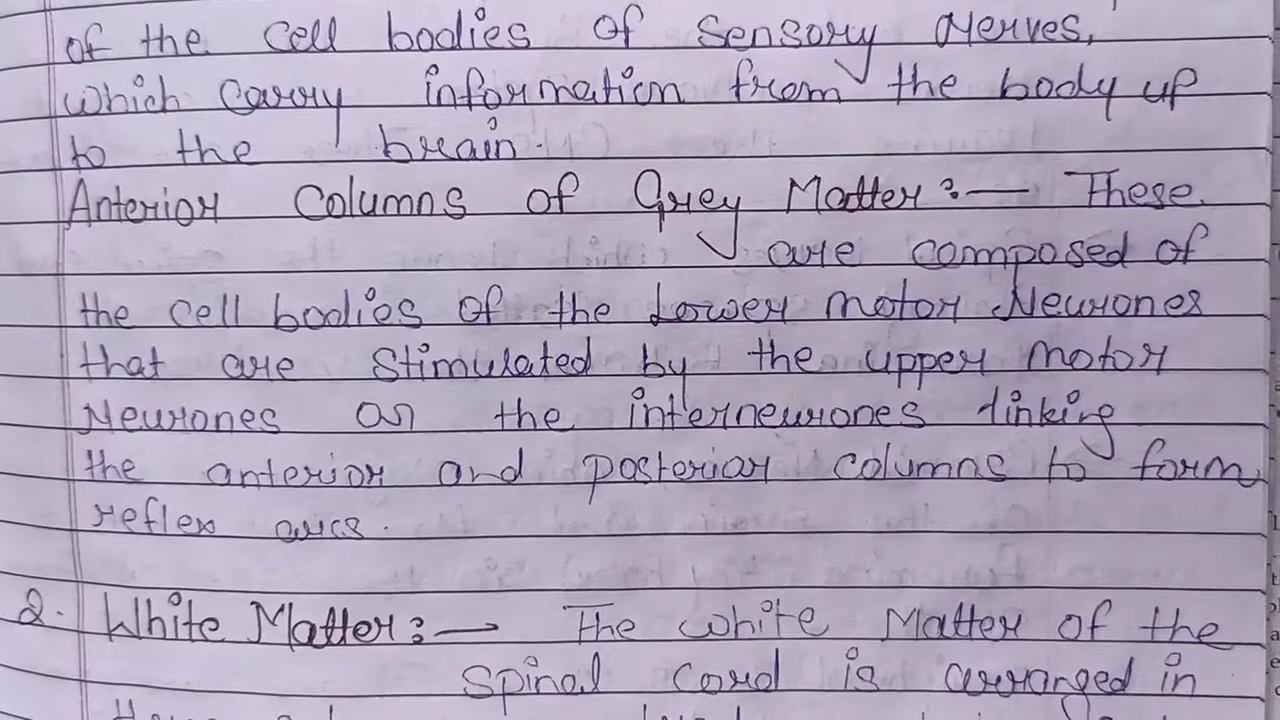 of the cell bodies of sensory nerves,
which carry information from the body up
to the brain.
Anterior Columns of Grey Matter :— These
are composed of
the cell bodies of the Lower motor Neurones
that are stimulated by the upper motor
Neurones or the interneurones linking
the anterior and posterior columns to form
reflex arcs.
2. White Matter :— The white Matter of the
spinal cord is arranged in